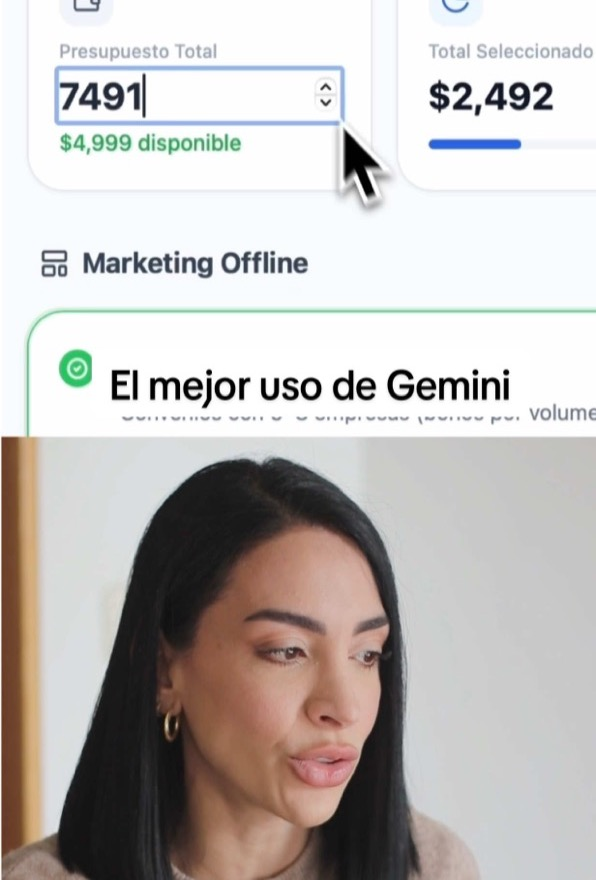 Presupuesto Total
7491
$4,999 disponible
Total Seleccionado
$2,492
Marketing Offline
El mejor uso de Gemini
volume